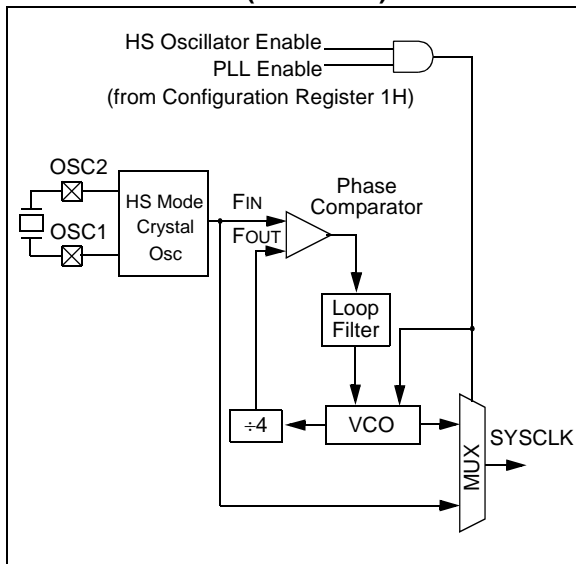 HS Oscillator Enable
PLL Enable
(from Configuration Register 1H)
OSC2
OSC1
HS Mode
Crystal
Osc
FIN
FOUT
Phase
Comparator
Loop
Filter
÷4
VCO
MUX
SYSCLK